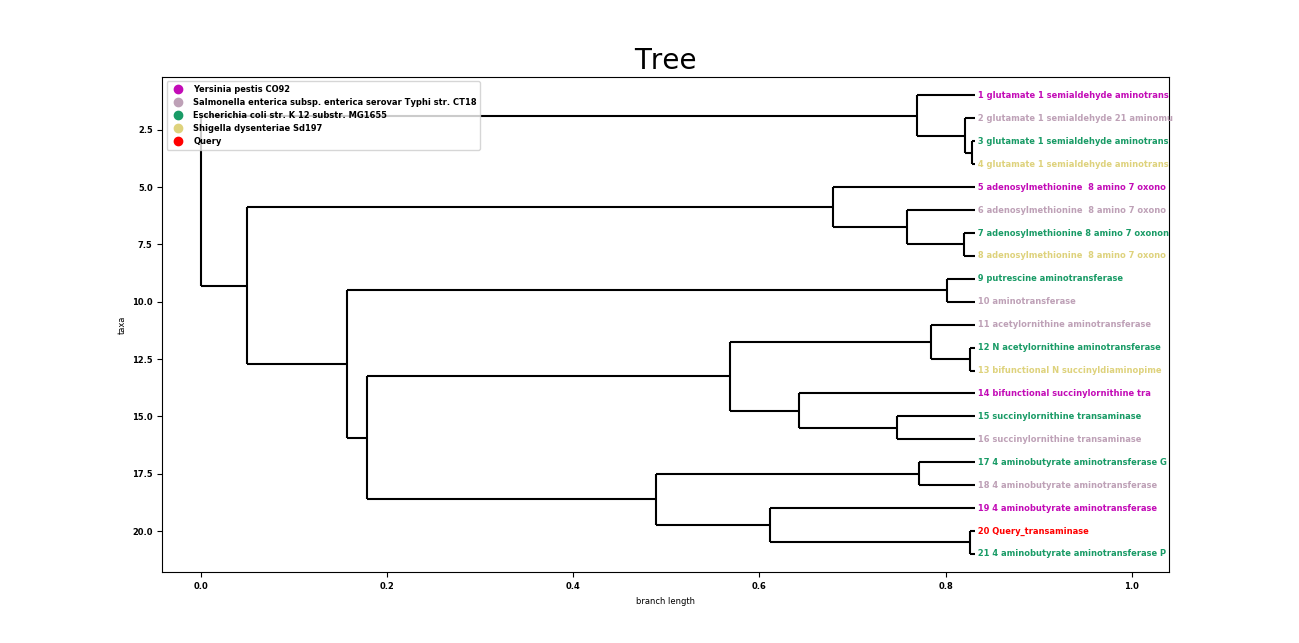 Tree
Yersinia pestis CO92
Salmonella enterica subsp. enterica serovar Typhi str. CT18
Escherichia coli str. K 12 substr. MG1655
Shigella dysenteriae Sd197
Query
1 glutamate 1 semialdehyde aminotrans
2 glutamate 1 semialdehyde 21 aminomu
3 glutamate 1 semialdehyde aminotrans
4 glutamate 1 semialdehyde aminotrans
5 adenosylmethionine  8 amino 7 oxono
6 adenosylmethionine  8 amino 7 oxono
7 adenosylmethionine 8 amino 7 oxonon
8 adenosylmethionine  8 amino 7 oxono
9 putrescine aminotransferase
10 aminotransferase
11 acetylornithine aminotransferase
12 N acetylornithine aminotransferase
13 bifunctional N succinyldiaminopime
14 bifunctional succinylornithine tra
15 succinylornithine transaminase
16 succinylornithine transaminase
17 4 aminobutyrate aminotransferase G
18 4 aminobutyrate aminotransferase
19 4 aminobutyrate aminotransferase
20 Query_transaminase
21 4 aminobutyrate aminotransferase P
2.5
5.0
7.5
10.0
12.5
15.0
17.5
20.0
taxa
0.0 0.2 0.4 0.6 0.8 1.0
branch length